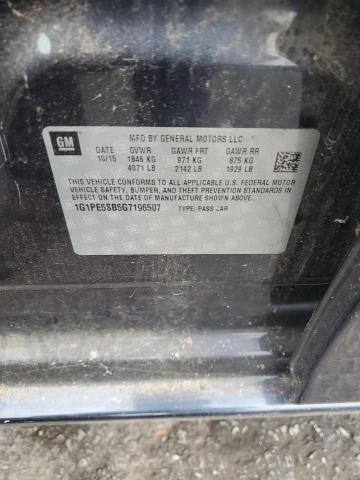 GM
MFD BY GENERAL MOTORS LLC
DATE GVWR GAWR FRT GAWR RR
10/15 1846 KG 971 KG 875 KG
4071 LB 2142 LB 1929 LB
THIS VEHICLE CONFORMS TO ALL APPLICABLE U.S. FEDERAL MOTOR
VEHICLE SAFETY, BUMPER, AND THEFT PREVENTION STANDARDS
IN EFFECT ON THE DATE OF MANUFACTURE SHOWN ABOVE.
1G1PE5SB5G7196507 TYPE: PASS CAR